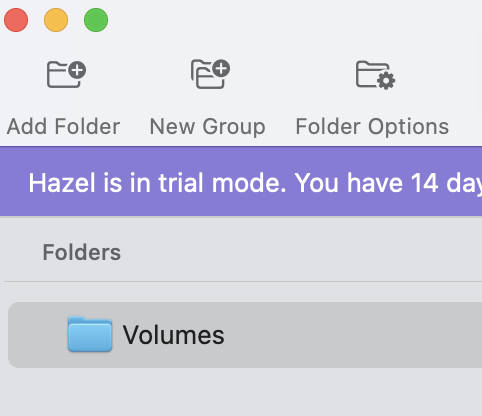 Add Folder New Group Folder Options
Hazel is in trial mode. You have 14 day
Folders
Volumes